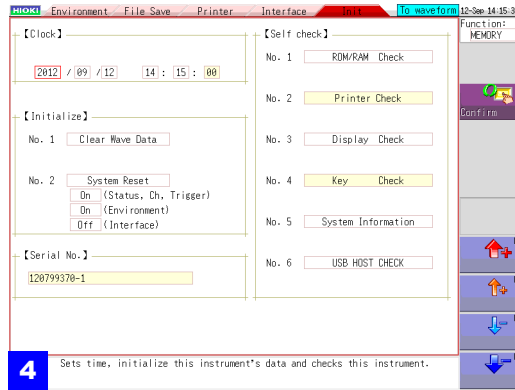 HIOKI Environment File Save Printer Interface Init To waveform 12-Sep 14:15:3
Function:
MEMORY
Confirm
【Clock】
2012 / 09 / 12 14 : 15 : 00
【Initialize】
No. 1 Clear Wave Data
No. 2 System Reset
On (Status, Ch, Trigger)
On (Environment)
Off (Interface)
【Serial No.】
120799370-1
【Self check】
No. 1 ROM/RAM Check
No. 2 Printer Check
No. 3 Display Check
No. 4 Key Check
No. 5 System Information
No. 6 USB HOST CHECK
4
Sets time, initialize this instrument's data and checks this instrument.